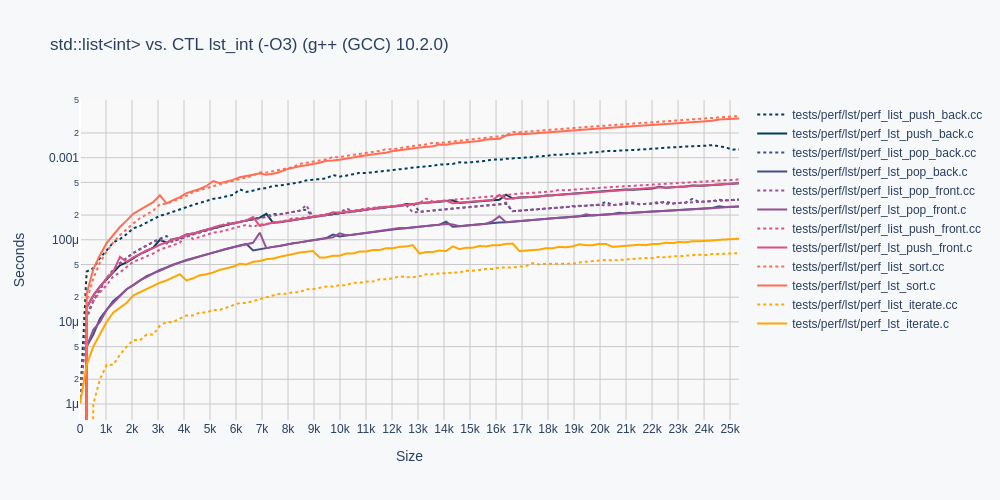 std::list<int> vs. CTL lst_int (-O3) (g++ (GCC) 10.2.0)
5
2
0.001
5
2
100μ
5
2
10μ
5
2
1μ
Seconds
0 1k 2k 3k 4k 5k 6k 7k 8k 9k 10k 11k 12k 13k 14k 15k 16k 17k 18k 19k 20k 21k 22k 23k 24k 25k
Size
tests/perf/lst/perf_list_push_back.cc
tests/perf/lst/perf_lst_push_back.c
tests/perf/lst/perf_list_pop_back.cc
tests/perf/lst/perf_lst_pop_back.c
tests/perf/lst/perf_list_pop_front.cc
tests/perf/lst/perf_lst_pop_front.c
tests/perf/lst/perf_list_push_front.cc
tests/perf/lst/perf_lst_push_front.c
tests/perf/lst/perf_list_sort.cc
tests/perf/lst/perf_lst_sort.c
tests/perf/lst/perf_list_iterate.cc
tests/perf/lst/perf_lst_iterate.c